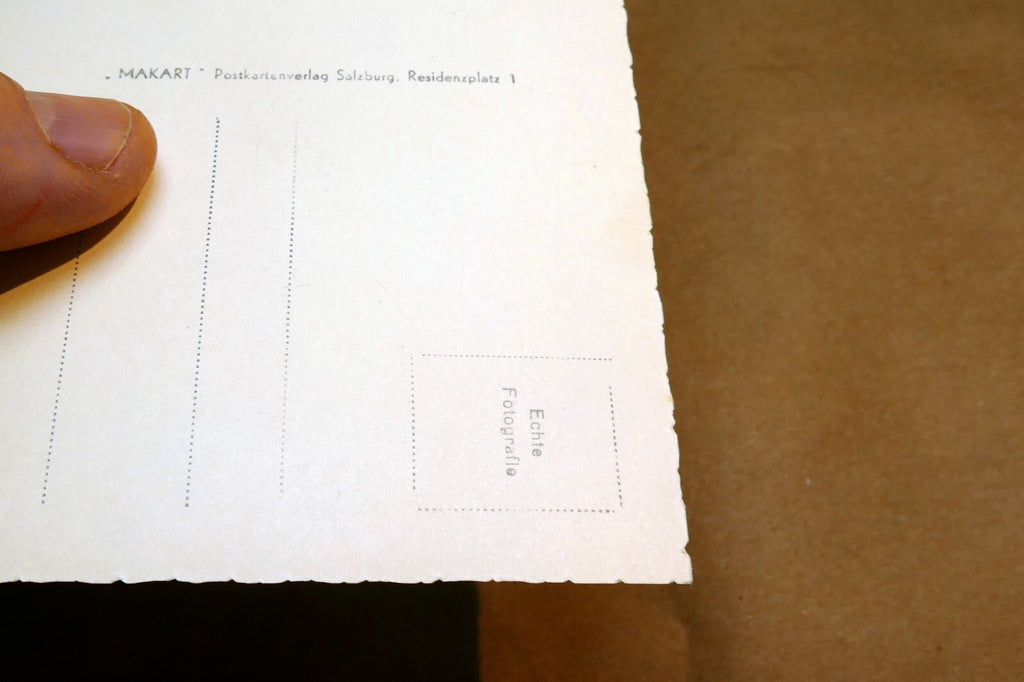 „ MAKART " Postkartenverlag Salzburg, Residenzplatz 1
Echte
Fotografie